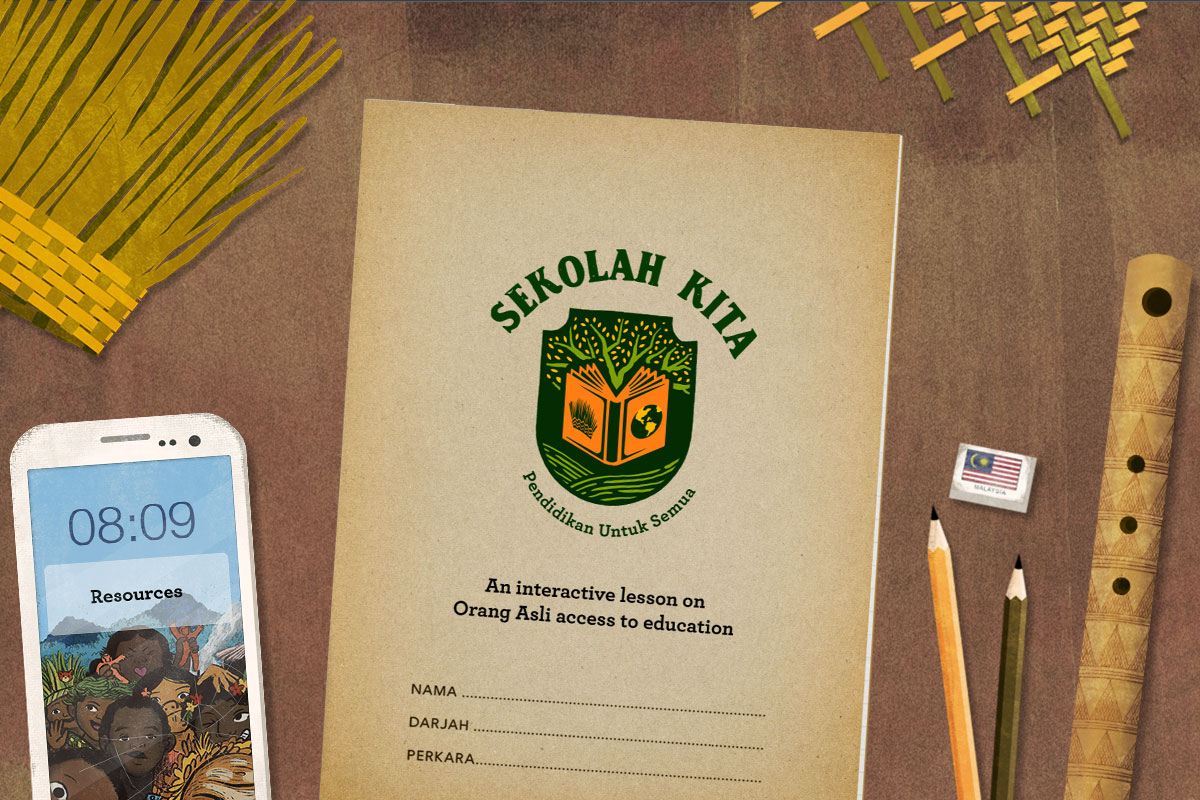 SEKOLAH KITA
Pendidikan Untuk Semua
An interactive lesson on
Orang Asli access to education
NAMA
DARJAH
PERKARA
08:09
Resources
MALAYSIA